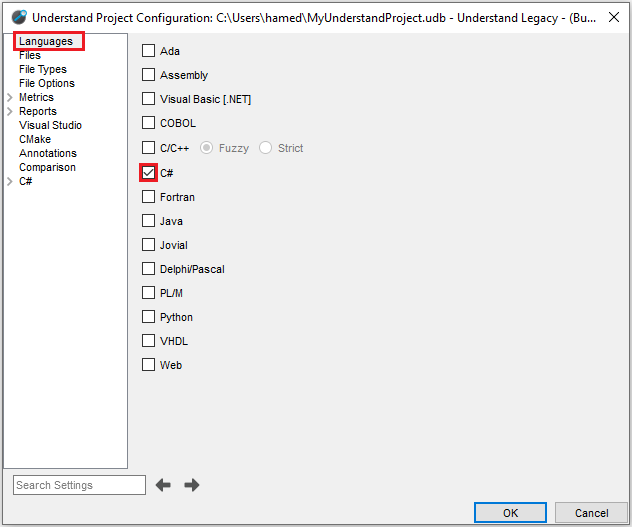 Understand Project Configuration: C:\Users\hamed\MyUnderstandProject.udb - Understand Legacy - (Bu...
Languages
Files
File Types
File Options
Metrics
Reports
Visual Studio
CMake
Annotations
Comparison
C#
Ada
Assembly
Visual Basic [.NET]
COBOL
C/C++ Fuzzy Strict
C#
Fortran
Java
Jovial
Delphi/Pascal
PL/M
Python
VHDL
Web
Search Settings
OK Cancel